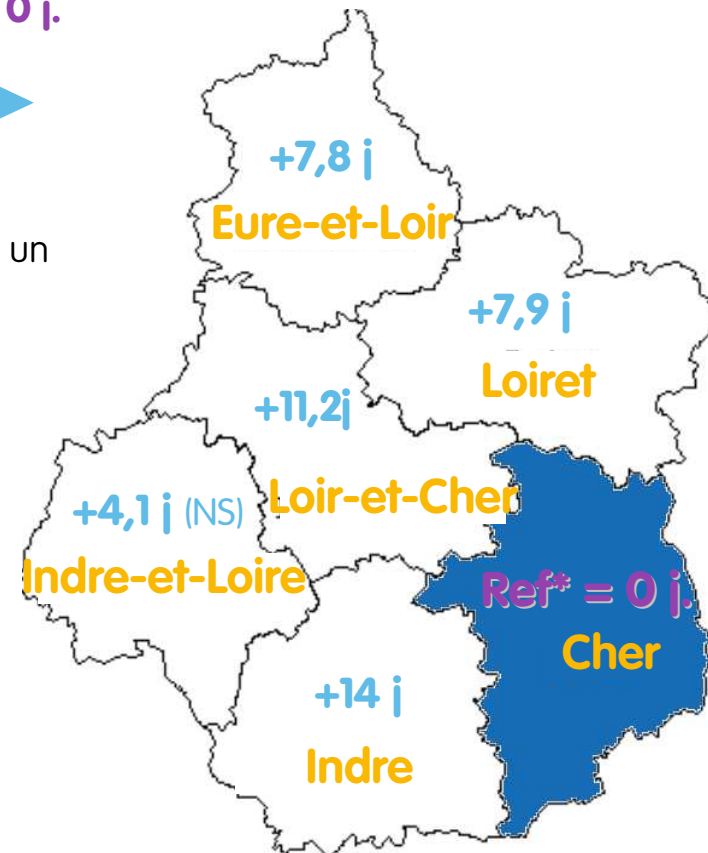 0 j.
+7,8 j
Eure-et-Loir
un
+7,9 j
Loiret
+11,2j
Loir-et-Cher
+4,1 j (NS)
Indre-et-Loire
Ref* = 0 j.
Cher
+14 j
Indre